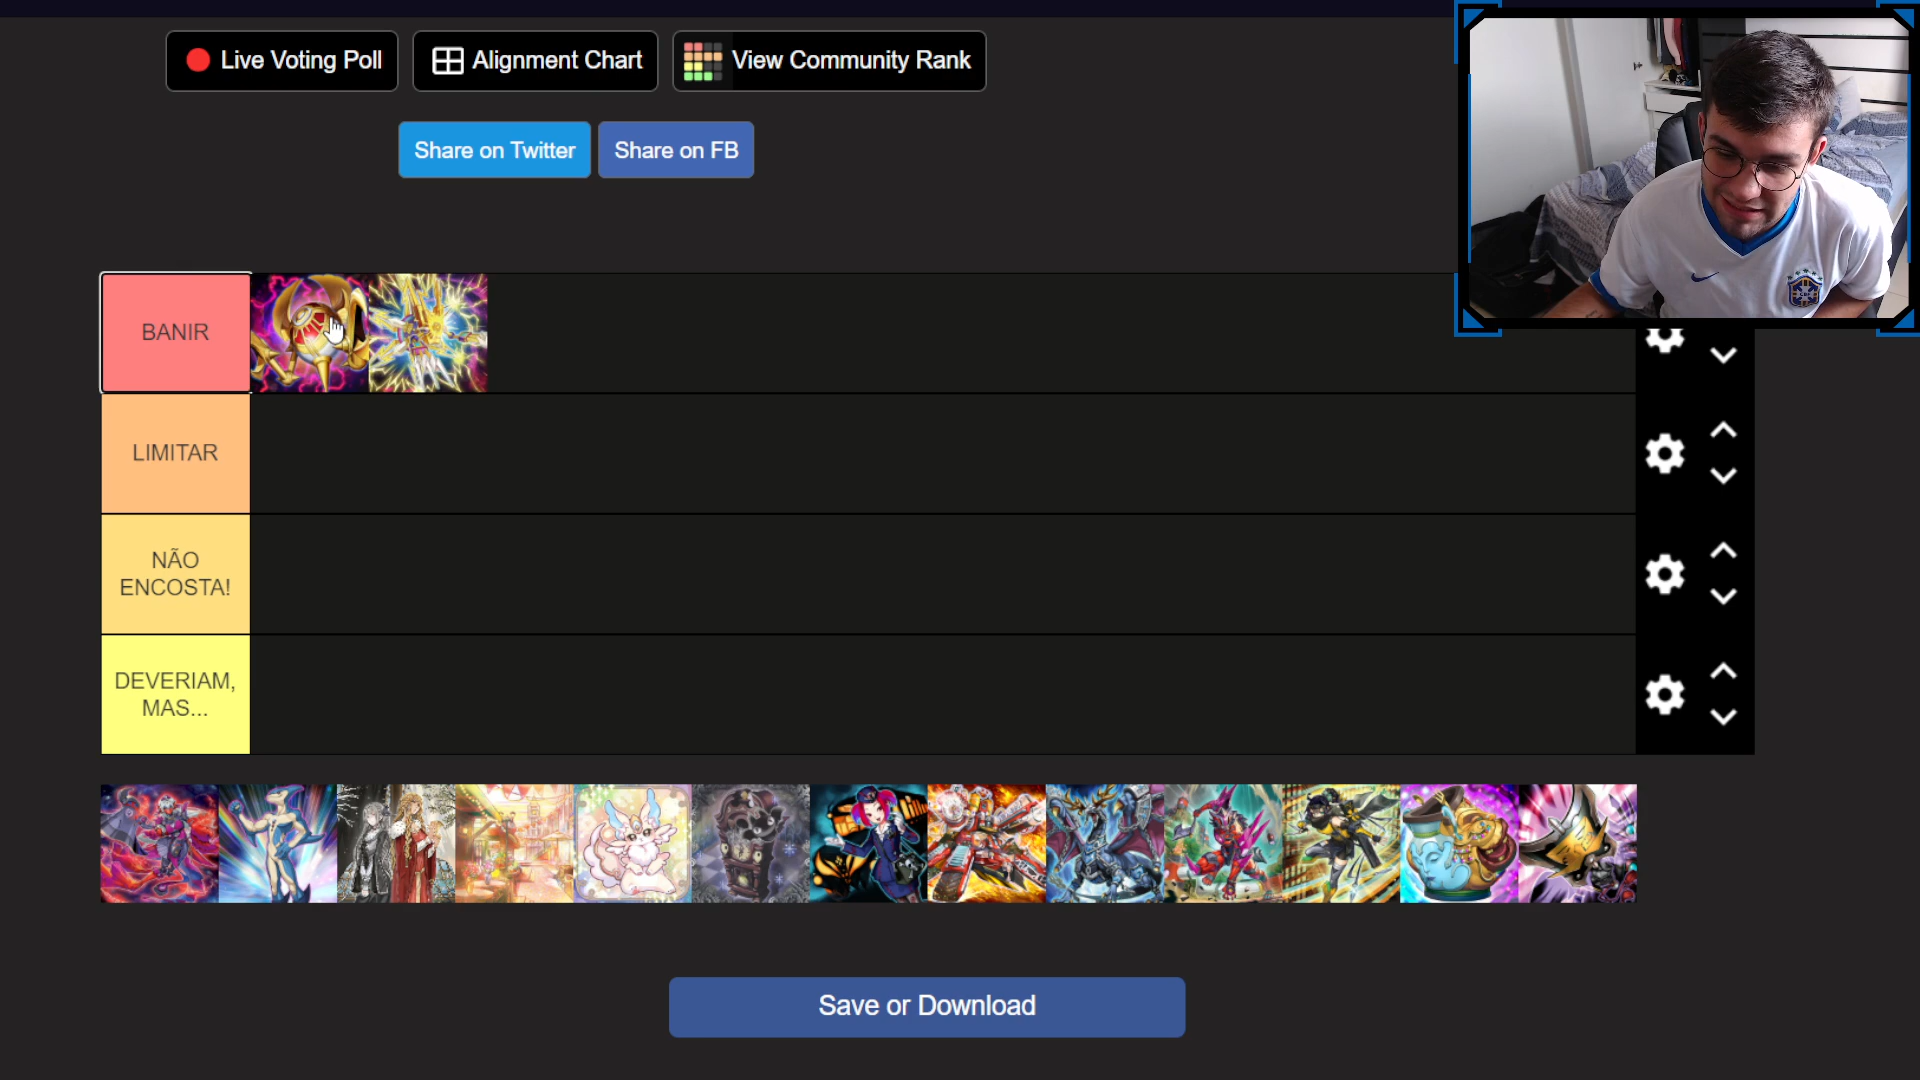 Live Voting Poll
Alignment Chart
View Community Rank
Share on Twitter
Share on FB
BANIR
LIMITAR
NÃO
ENCOSTA!
DEVERIAM,
MAS...
Save or Download